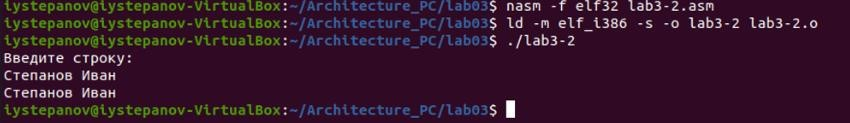 iystepanov@iystepanov-VirtualBox:~/Architecture_PC/lab03$ nasm -f elf32 lab3-2.asm
iystepanov@iystepanov-VirtualBox:~/Architecture_PC/lab03$ ld -m elf_i386 -s -o lab3-2 lab3-2.o
iystepanov@iystepanov-VirtualBox:~/Architecture_PC/lab03$ ./lab3-2
Введите строку:
Степанов Иван
Степанов Иван
iystepanov@iystepanov-VirtualBox:~/Architecture_PC/lab03$